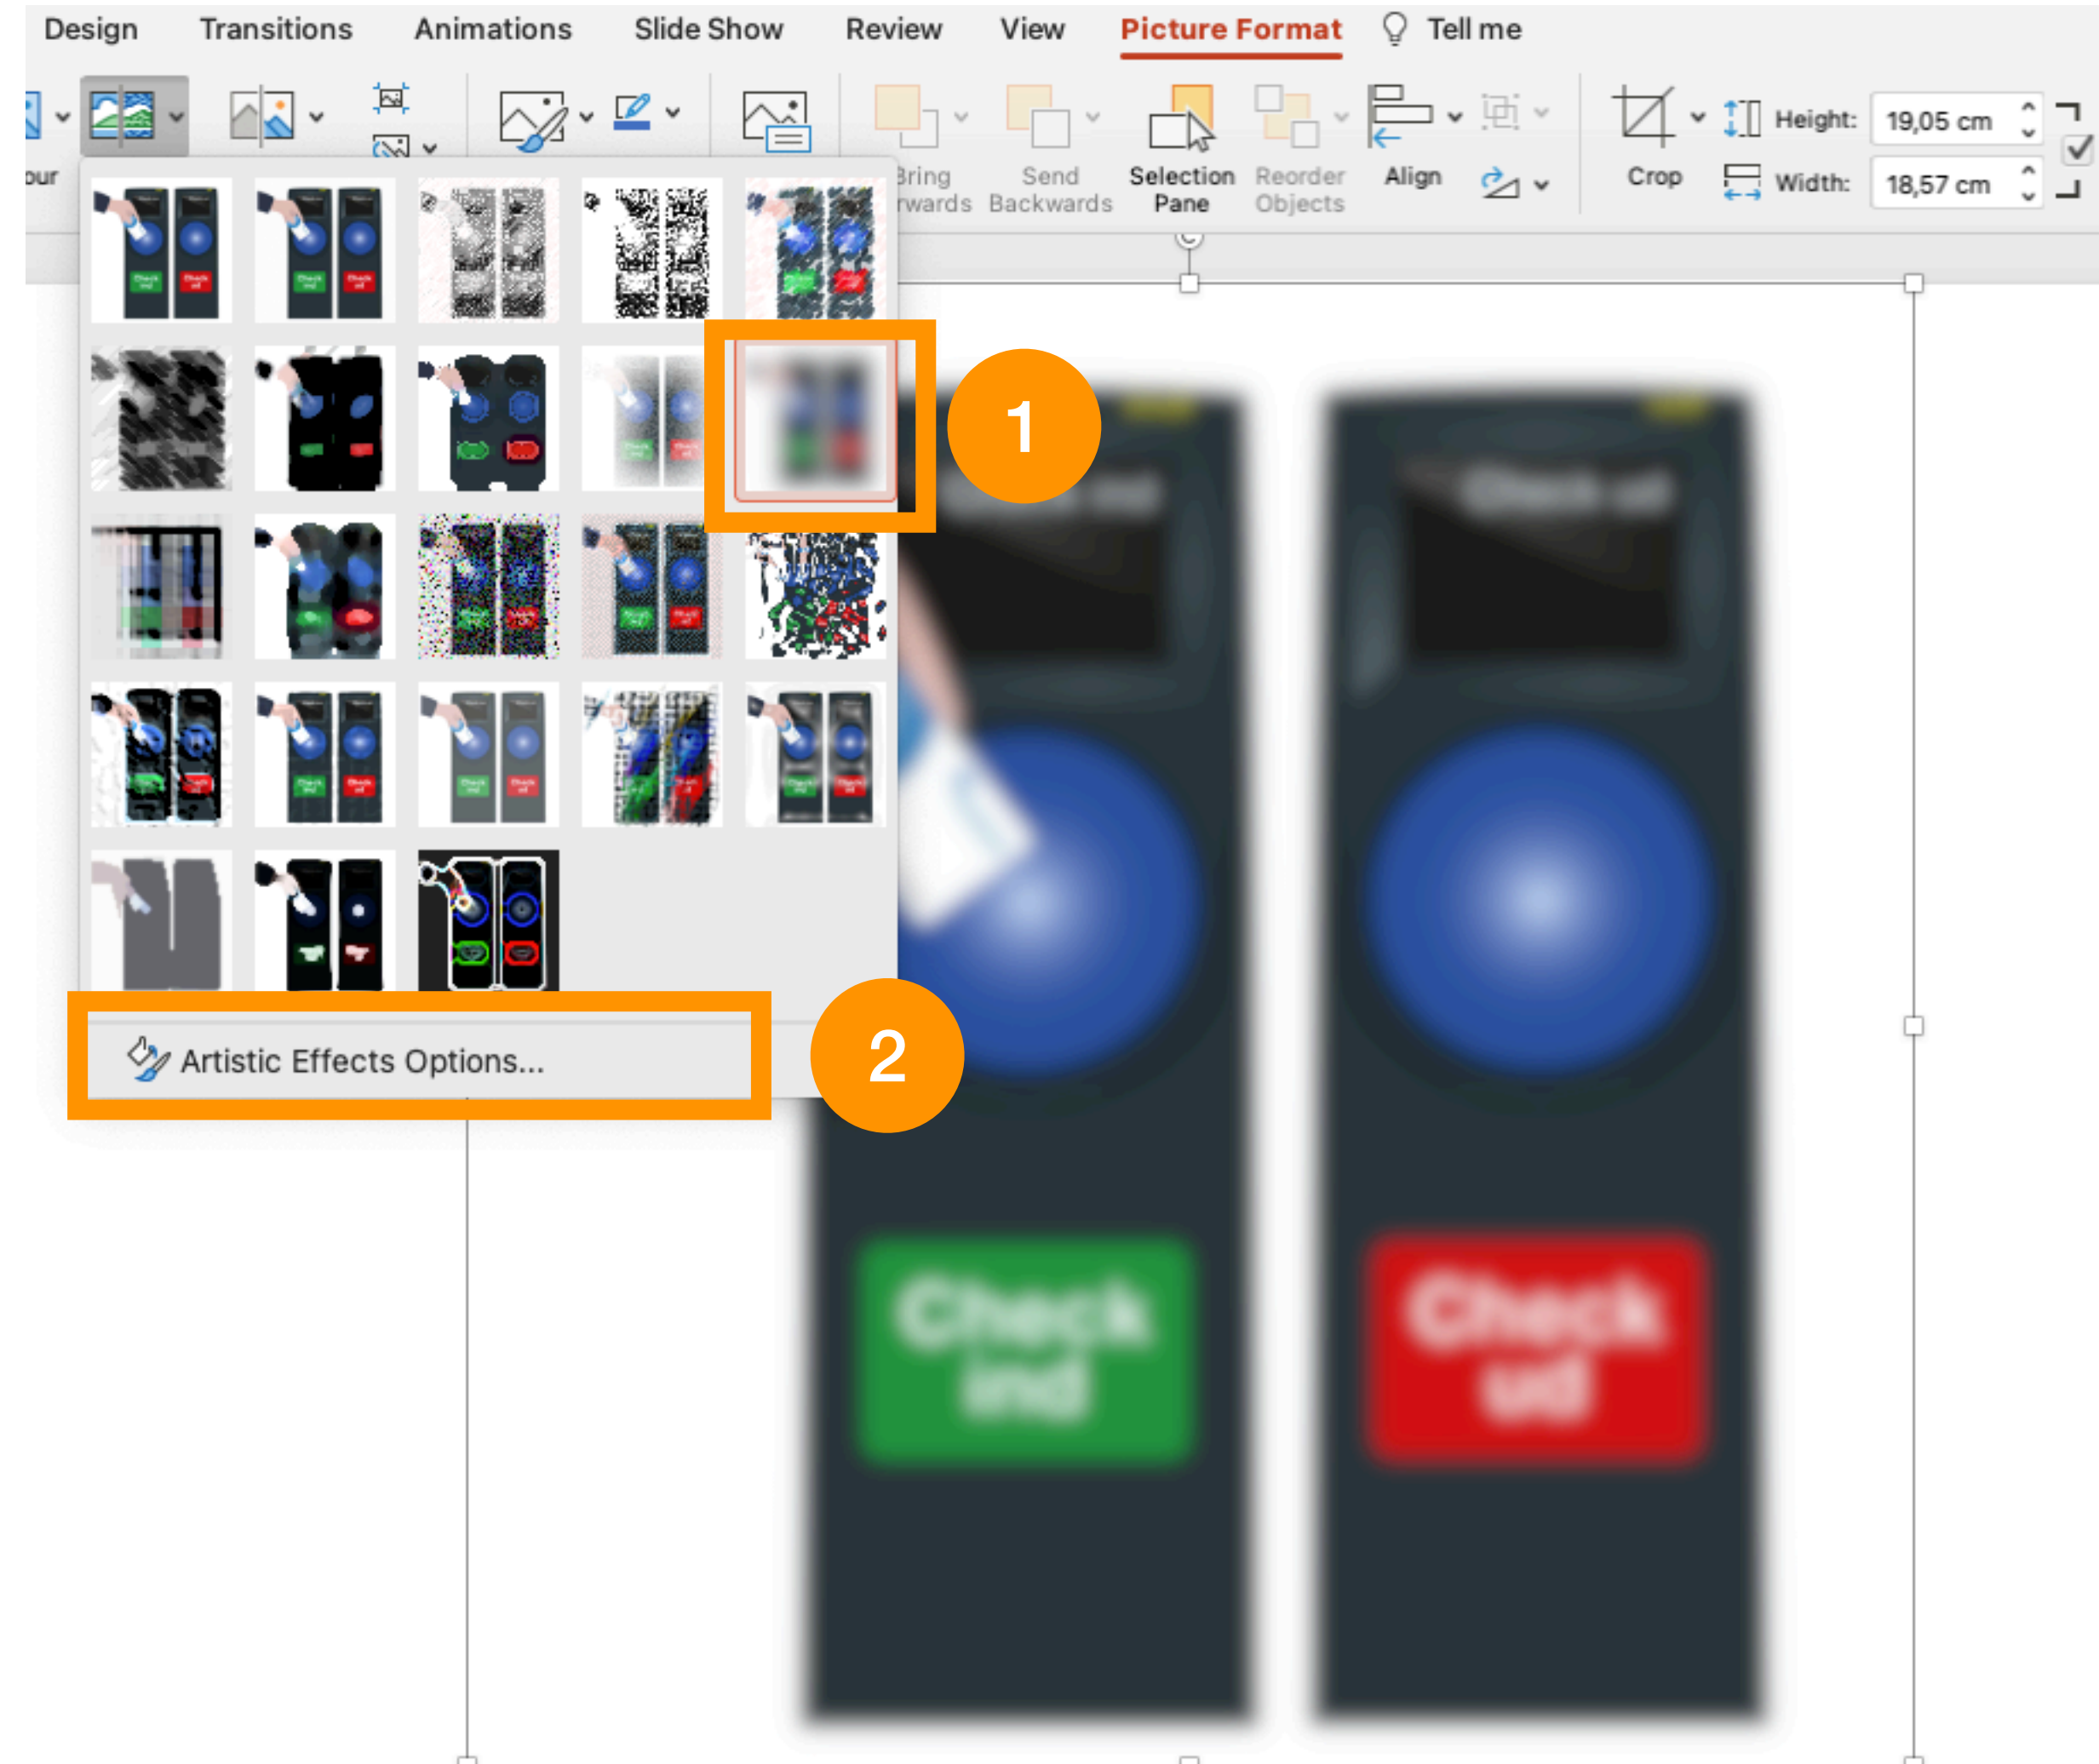 Design Transitions Animations Slide Show Review View Picture Format Tell me
Height: 19,05 cm
Width: 18,57 cm
our
Bring
rwards
Send
Backwards
Selection
Pane
Reorder
Objects
Align
Crop
1
Check ud
Artistic Effects Options...
2
Check
ind
Check
ud